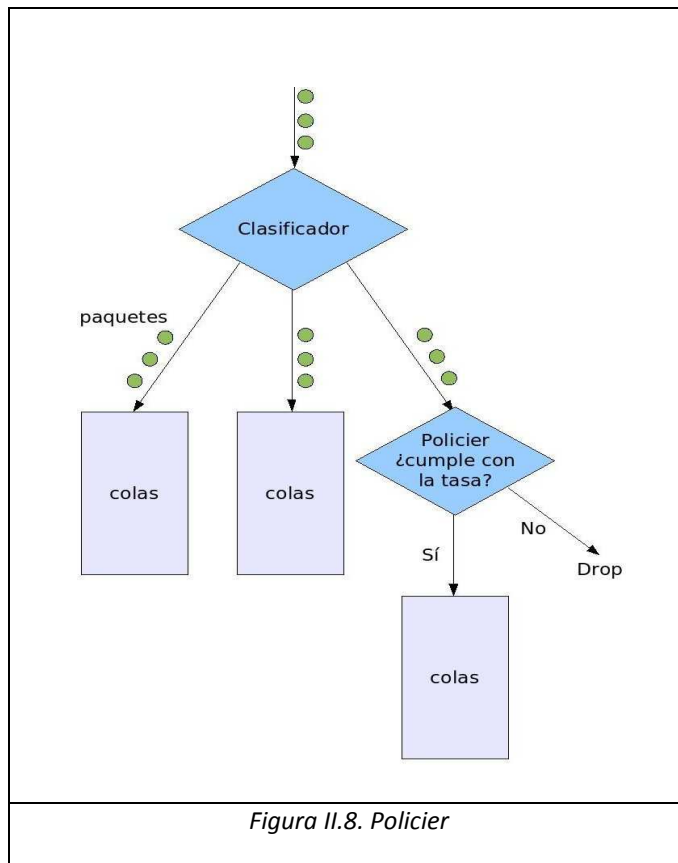 Clasificador
paquetes
colas
colas
Policier
¿cumple con
la tasa?
No
Sí
Drop
colas
Figura II.8. Policier